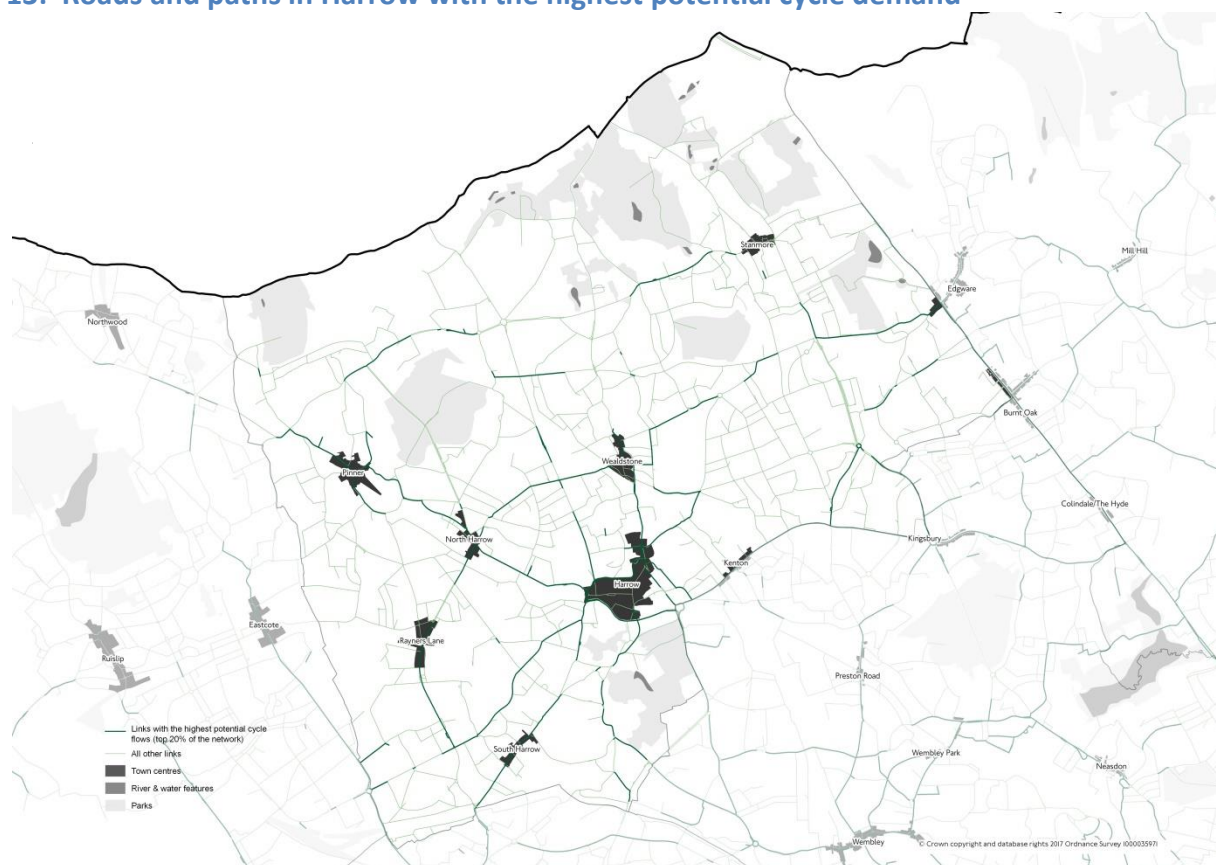 13. Roads and paths in Harrow with the highest potential cycle demand
Stanmore
Mill Hill
Edgware
Northwood
Burnt Oak
Wealdstone
Pinner
Colindale/The Hyde
North Harrow
Kingsbury
Kenton
Harrow
Eastcote
Rayners Lane
Ruislip
Preston Road
Links with the highest potential cycle
flows (top 20% of the network)
All other links
Town centres
River & water features
Parks
South Harrow
Wembley Park
Neasdon
Wembley
© Crown copyright and database rights 2017 Ordnance Survey 100035971